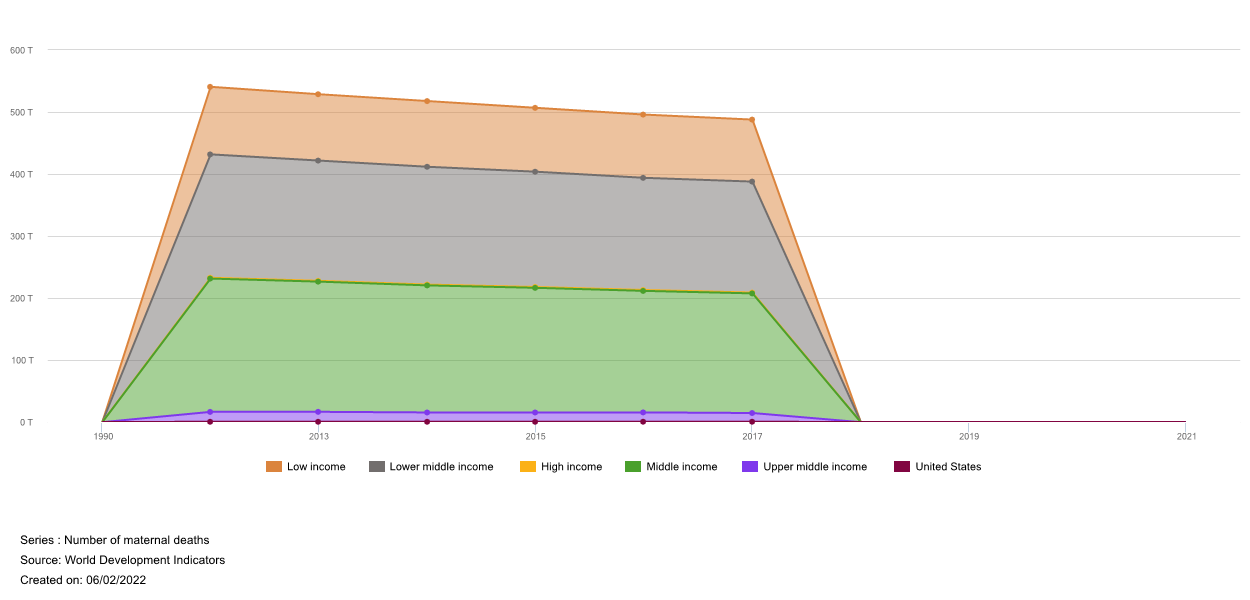 600 T
500 T
400 T
300 T
200 T
100 T
0 T
1990 2013 2015 2017 2019 2021
Low income Lower middle income High income Middle income Upper middle income United States
Series : Number of maternal deaths
Source: World Development Indicators
Created on: 06/02/2022